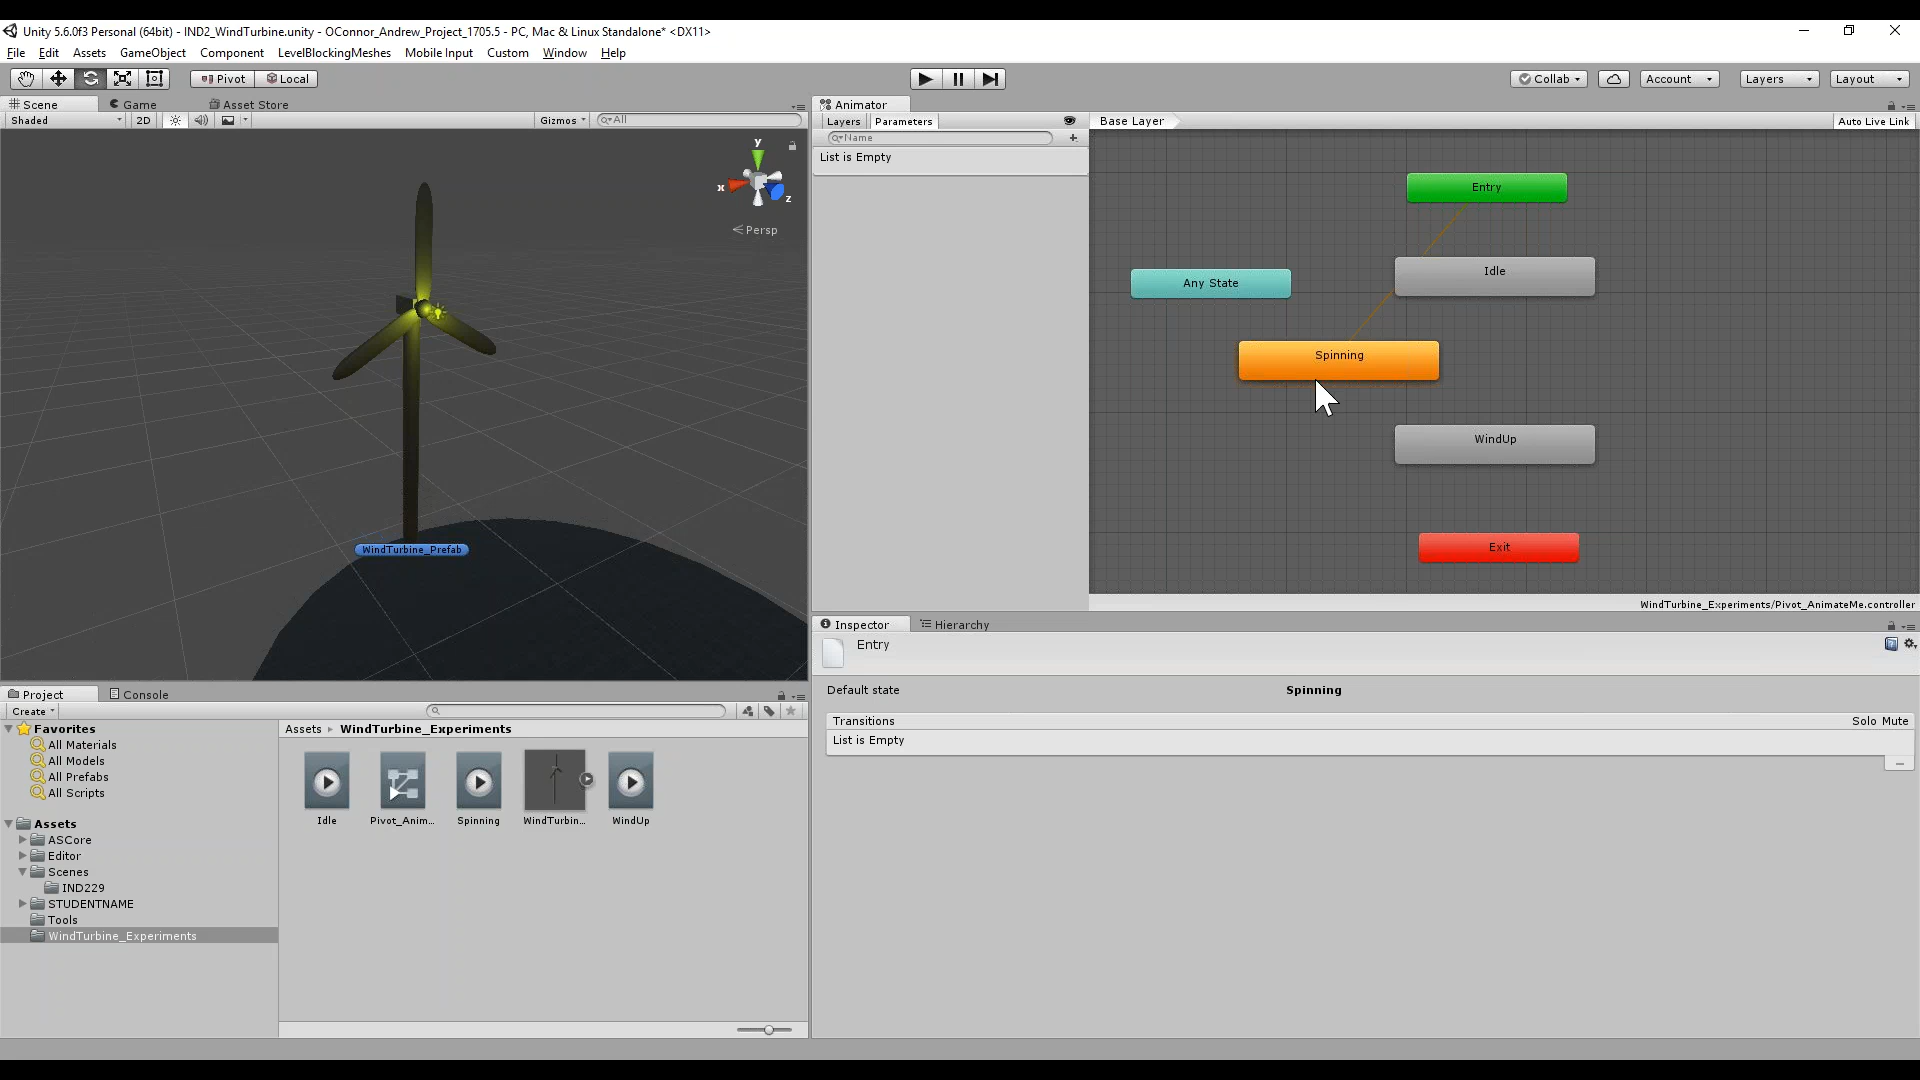 Unity 5.6.0f3 Personal (64bit) - IND2_WindTurbine.unity - OConnor_Andrew_Project_1705.5 - PC, Mac & Linux Standalone* <DX11>
File Edit Assets GameObject Component LevelBlockingMeshes Mobile Input Custom Window Help
Pivot Local
Collab Account Layers Layout
Scene Game Asset Store
Shaded 2D Gizmos All
y
x
z
Persp
WindTurbine_Prefab
Animator
Layers Parameters
Name
List is Empty
Base Layer Auto Live Link
Entry
Idle
Any State
Spinning
WindUp
Exit
WindTurbine_Experiments/Pivot_AnimateMe.controller
Inspector Hierarchy
Entry
Default state Spinning
Transitions Solo Mute
List is Empty
Project Console
Create
Favorites
All Materials
All Models
All Prefabs
All Scripts
Assets
ASCore
Editor
Scenes
IND229
STUDENTNAME
Tools
WindTurbine_Experiments
Assets WindTurbine_Experiments
Idle Pivot_Anim... Spinning WindTurbin... WindUp